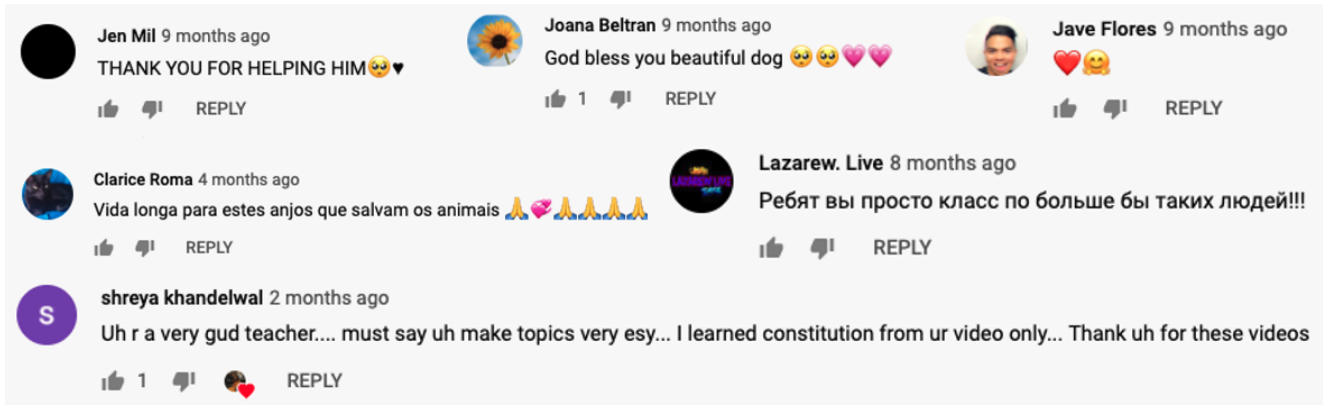 Jen Mil 9 months ago
THANK YOU FOR HELPING HIM🥺♥
REPLY
Joana Beltran 9 months ago
God bless you beautiful dog 🥺🥺💗💗
1 REPLY
Jave Flores 9 months ago
❤️🤗
REPLY
Clarice Roma 4 months ago
Vida longa para estes anjos que salvam os animais 🙏💞🙏🙏🙏🙏
REPLY
Lazarew. Live 8 months ago
Ребят вы просто класс по больше бы таких людей!!!
REPLY
S
shreya khandelwal 2 months ago
Uh r a very gud teacher.... must say uh make topics very esy... I learned constitution from ur video only... Thank uh for these videos
1 REPLY